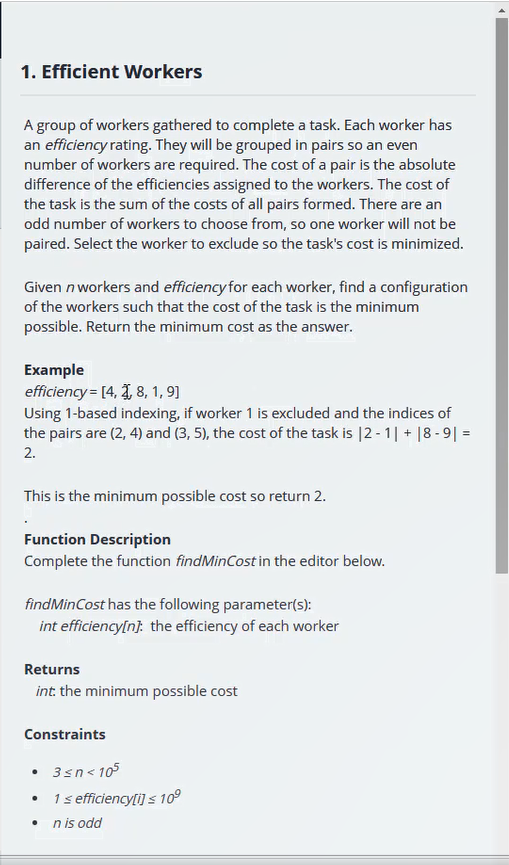 1. Efficient Workers
A group of workers gathered to complete a task. Each worker has
an efficiency rating. They will be grouped in pairs so an even
number of workers are required. The cost of a pair is the absolute
difference of the efficiencies assigned to the workers. The cost of
the task is the sum of the costs of all pairs formed. There are an
odd number of workers to choose from, so one worker will not be
paired. Select the worker to exclude so the task's cost is minimized.
Given n workers and efficiency for each worker, find a configuration
of the workers such that the cost of the task is the minimum
possible. Return the minimum cost as the answer.
Example
efficiency = [4, 2, 8, 1, 9]
Using 1-based indexing, if worker 1 is excluded and the indices of
the pairs are (2, 4) and (3, 5), the cost of the task is |2 - 1| + |8 - 9| =
2.
This is the minimum possible cost so return 2.
.
Function Description
Complete the function findMinCost in the editor below.
findMinCost has the following parameter(s):
int efficiency[n]: the efficiency of each worker
Returns
int: the minimum possible cost
Constraints
• 3 ≤ n < 10⁵
• 1 ≤ efficiency[i] ≤ 10⁹
• n is odd